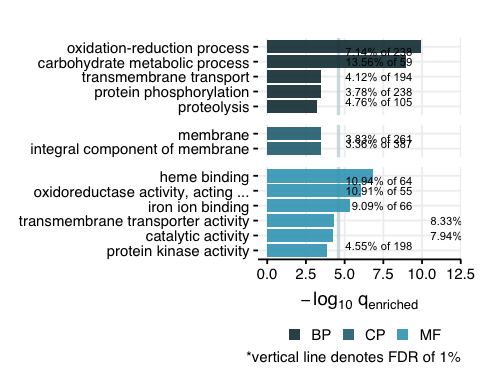 oxidation-reduction process 7.14% of 238
carbohydrate metabolic process 13.56% of 59
transmembrane transport 4.12% of 194
protein phosphorylation 3.78% of 238
proteolysis 4.76% of 105
membrane 3.83% of 261
integral component of membrane 3.36% of 387
heme binding 10.94% of 64
oxidoreductase activity, acting ... 10.91% of 55
iron ion binding 9.09% of 66
transmembrane transporter activity 8.33%
catalytic activity 7.94%
protein kinase activity 4.55% of 198
0.0 2.5 5.0 7.5 10.0 12.5
−log10 qenriched
BP CP MF
*vertical line denotes FDR of 1%